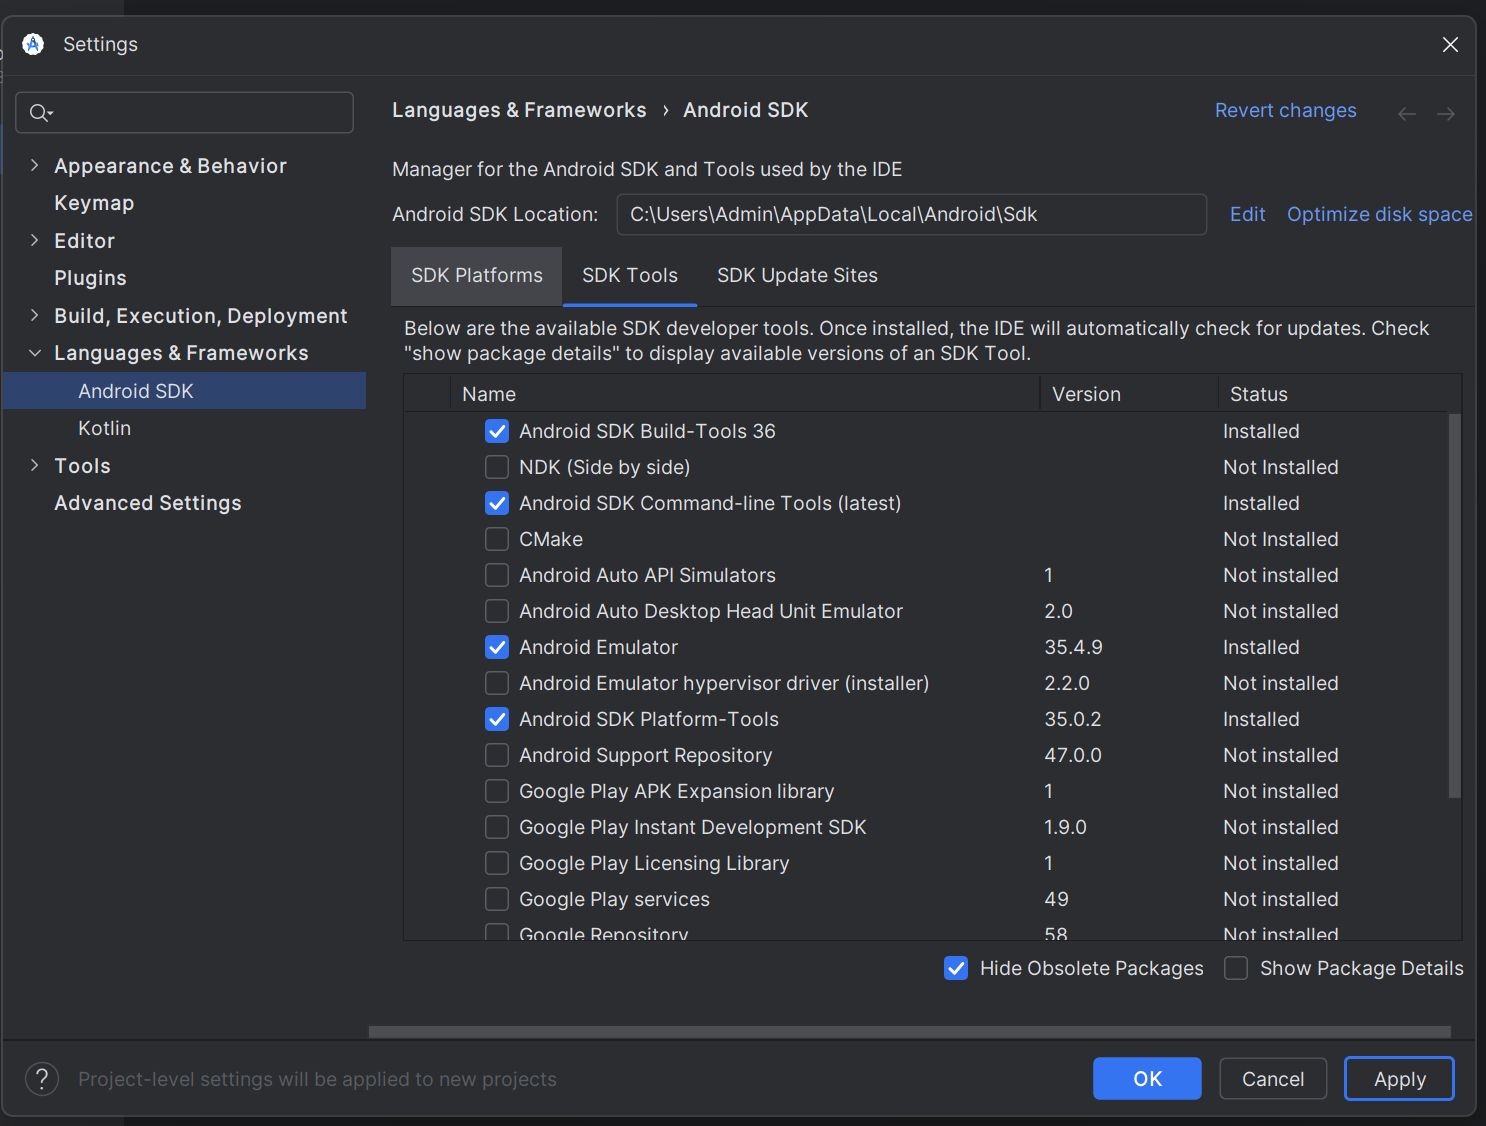 Settings
Languages & Frameworks › Android SDK
Revert changes
Appearance & Behavior
Keymap
Editor
Plugins
Build, Execution, Deployment
Languages & Frameworks
Android SDK
Kotlin
Tools
Advanced Settings
Manager for the Android SDK and Tools used by the IDE
Android SDK Location: C:\Users\Admin\AppData\Local\Android\Sdk Edit Optimize disk space
SDK Platforms SDK Tools SDK Update Sites
Below are the available SDK developer tools. Once installed, the IDE will automatically check for updates. Check
"show package details" to display available versions of an SDK Tool.
Name Version Status
Android SDK Build-Tools 36 Installed
NDK (Side by side) Not Installed
Android SDK Command-line Tools (latest) Installed
CMake Not Installed
Android Auto API Simulators 1 Not installed
Android Auto Desktop Head Unit Emulator 2.0 Not installed
Android Emulator 35.4.9 Installed
Android Emulator hypervisor driver (installer) 2.2.0 Not installed
Android SDK Platform-Tools 35.0.2 Installed
Android Support Repository 47.0.0 Not installed
Google Play APK Expansion library 1 Not installed
Google Play Instant Development SDK 1.9.0 Not installed
Google Play Licensing Library 1 Not installed
Google Play services 49 Not installed
Google Repository 58 Not installed
Hide Obsolete Packages Show Package Details
? Project-level settings will be applied to new projects
OK Cancel Apply